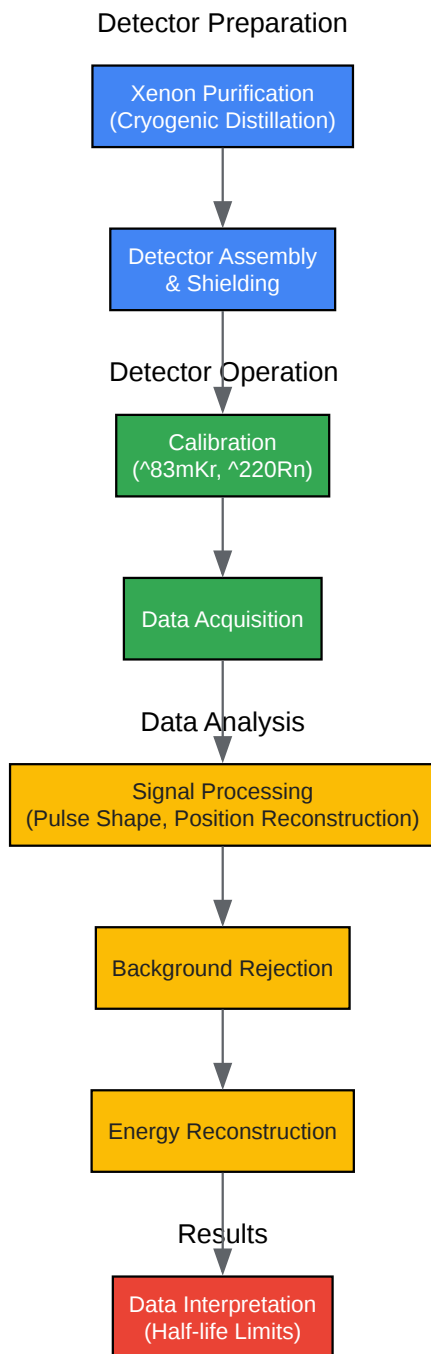 Detector Preparation
Xenon Purification
(Cryogenic Distillation)
Detector Assembly
& Shielding
Detector Operation
Calibration
(^83mKr, ^220Rn)
Data Acquisition
Data Analysis
Signal Processing
(Pulse Shape, Position Reconstruction)
Background Rejection
Energy Reconstruction
Results
Data Interpretation
(Half-life Limits)